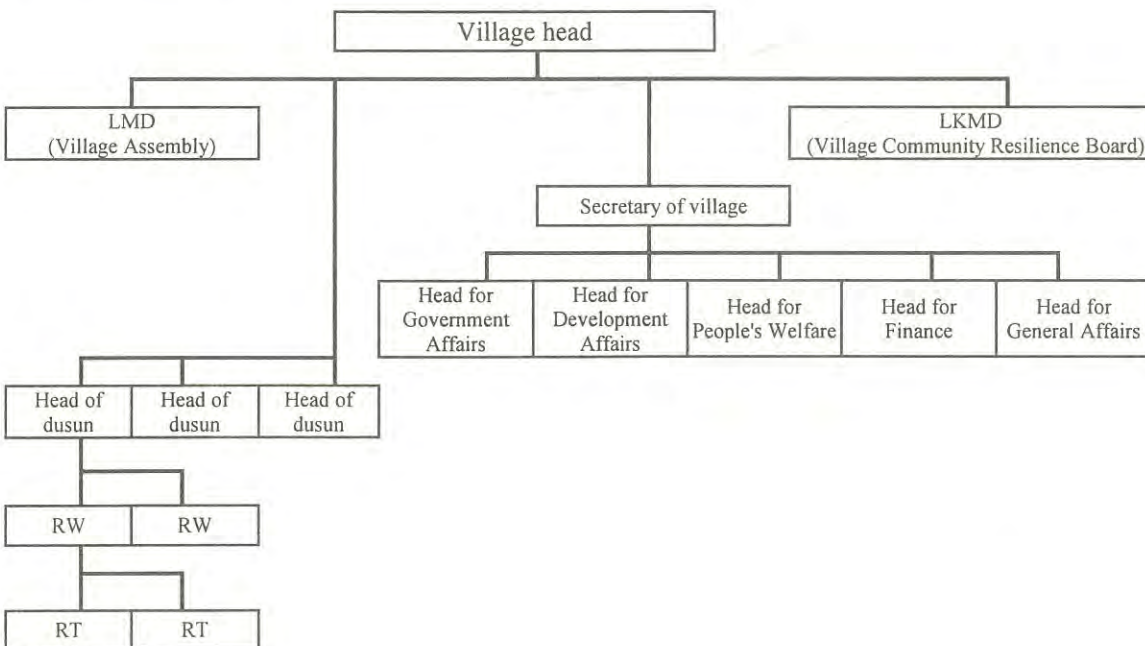 Village head
LMD
(Village Assembly)
LKMD
(Village Community Resilience Board)
Secretary of village
Head for
Government
Affairs
Head for
Development
Affairs
Head for
People's Welfare
Head for
Finance
Head for
General Affairs
Head of
dusun
Head of
dusun
Head of
dusun
RW
RW
RT
RT